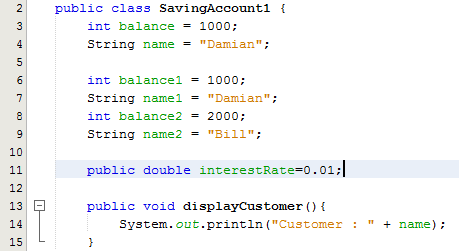 2 public class SavingAccount1 {
3 int balance = 1000;
4 String name = "Damian";
5
6 int balance1 = 1000;
7 String name1 = "Damian";
8 int balance2 = 2000;
9 String name2 = "Bill";
10
11 public double interestRate=0.01;
12
13 public void displayCustomer(){
14 System.out.println("Customer : " + name);
15 }